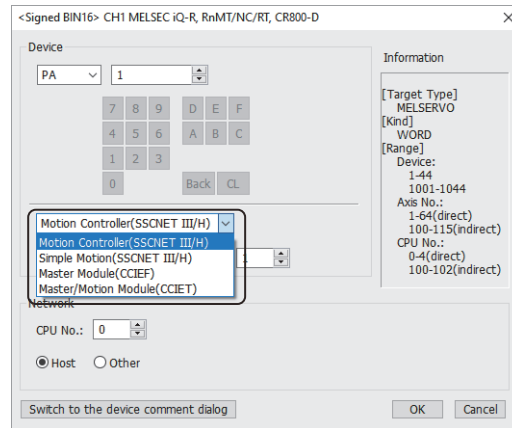 <Signed BIN16> CH1 MELSEC iQ-R, RnMT/NC/RT, CR800-D
Device
PA 1
7 8 9 D E F
4 5 6 A B C
1 2 3
0 Back CL
Motion Controller(SSCNET III/H)
Motion Controller(SSCNET III/H)
Simple Motion(SSCNET III/H)
Master Module(CCIEF)
Master/Motion Module(CCIET)
Network
CPU No.: 0
Host Other
Switch to the device comment dialog
Information
[Target Type]
MELSERVO
[Kind]
WORD
[Range]
Device:
1-44
1001-1044
Axis No.:
1-64(direct)
100-115(indirect)
CPU No.:
0-4(direct)
100-102(indirect)
OK Cancel